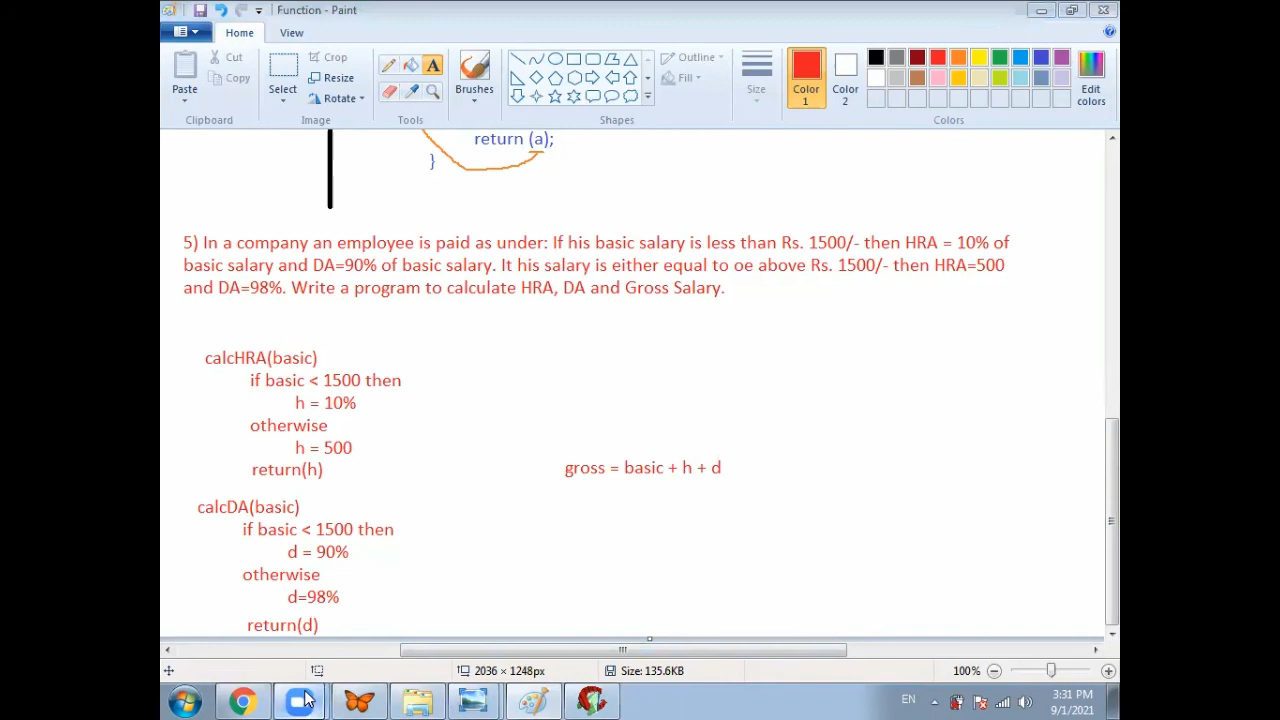 Function - Paint
Home View
Paste
Cut
Copy
Clipboard
Select
Crop
Resize
Rotate
Image
A
Tools
Brushes
Shapes
Outline
Fill
Size
Color 1
Color 2
Edit colors
Colors
return (a);
}
5) In a company an employee is paid as under: If his basic salary is less than Rs. 1500/- then HRA = 10% of
basic salary and DA=90% of basic salary. It his salary is either equal to oe above Rs. 1500/- then HRA=500
and DA=98%. Write a program to calculate HRA, DA and Gross Salary.
calcHRA(basic)
if basic < 1500 then
h = 10%
otherwise
h = 500
return(h)
gross = basic + h + d
calcDA(basic)
if basic < 1500 then
d = 90%
otherwise
d=98%
return(d)
2036 × 1248px
Size: 135.6KB
100%
EN
3:31 PM
9/1/2021